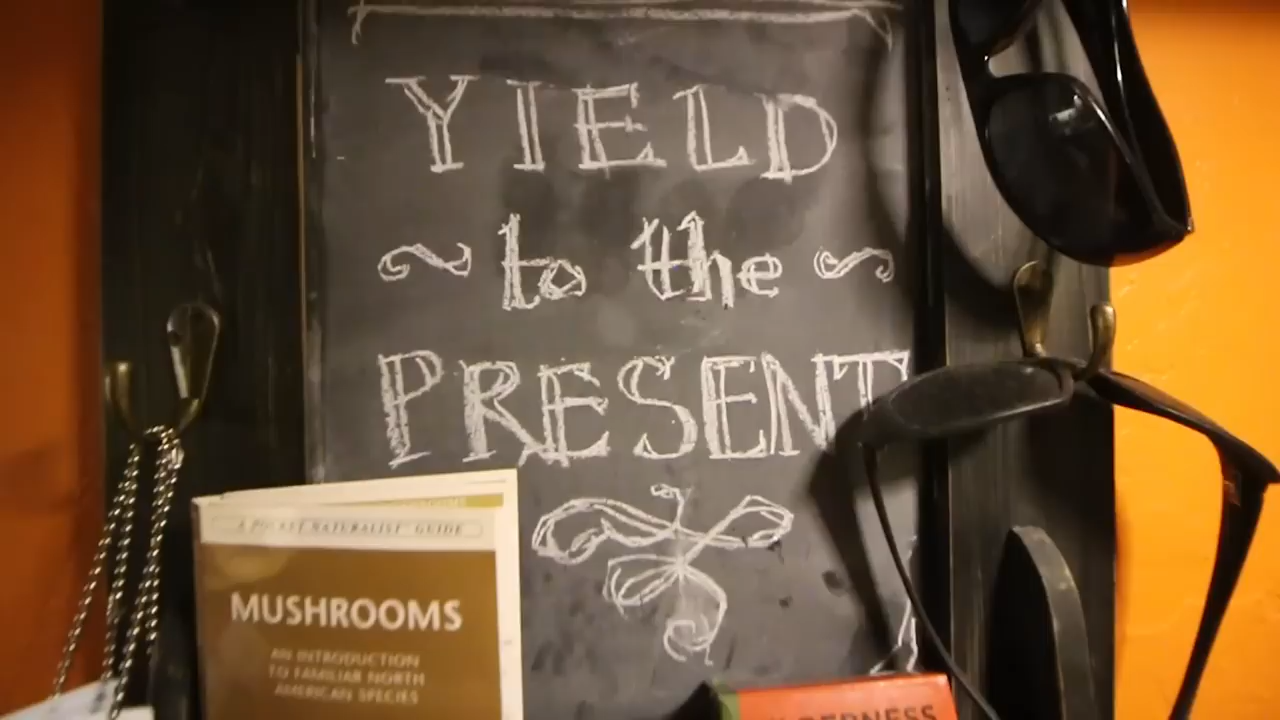 YIELD
to the
PRESENT
A POCKET NATURALIST GUIDE
MUSHROOMS
AN INTRODUCTION
TO FAMILIAR NORTH
AMERICAN SPECIES